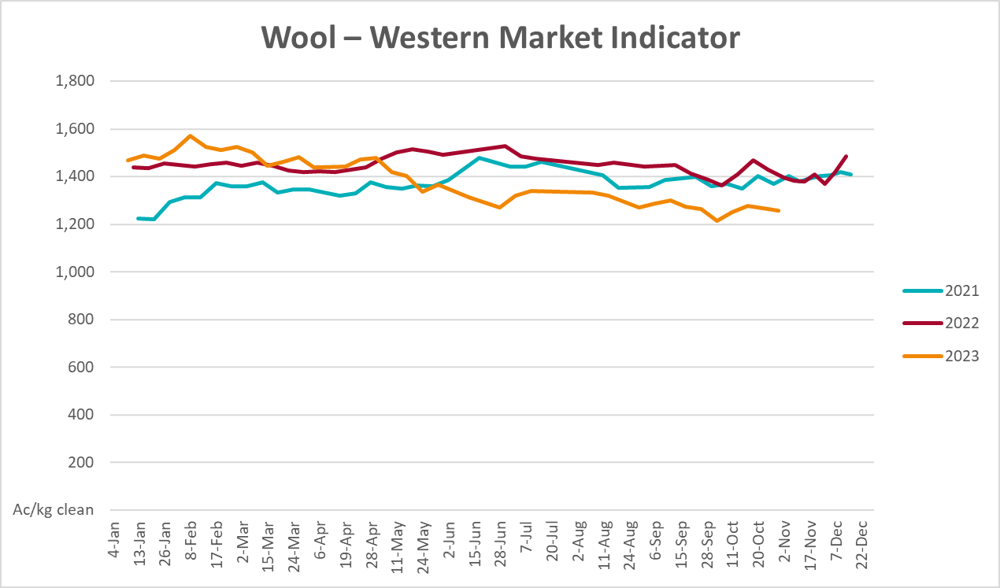 Wool – Western Market Indicator
1,800
1,600
1,400
1,200
1,000
800
600
400
200
Ac/kg clean
4-Jan
13-Jan
26-Jan
8-Feb
17-Feb
2-Mar
15-Mar
24-Mar
6-Apr
19-Apr
28-Apr
11-May
24-May
2-Jun
15-Jun
28-Jun
7-Jul
20-Jul
2-Aug
11-Aug
24-Aug
6-Sep
15-Sep
28-Sep
11-Oct
20-Oct
2-Nov
17-Nov
7-Dec
22-Dec
2021
2022
2023